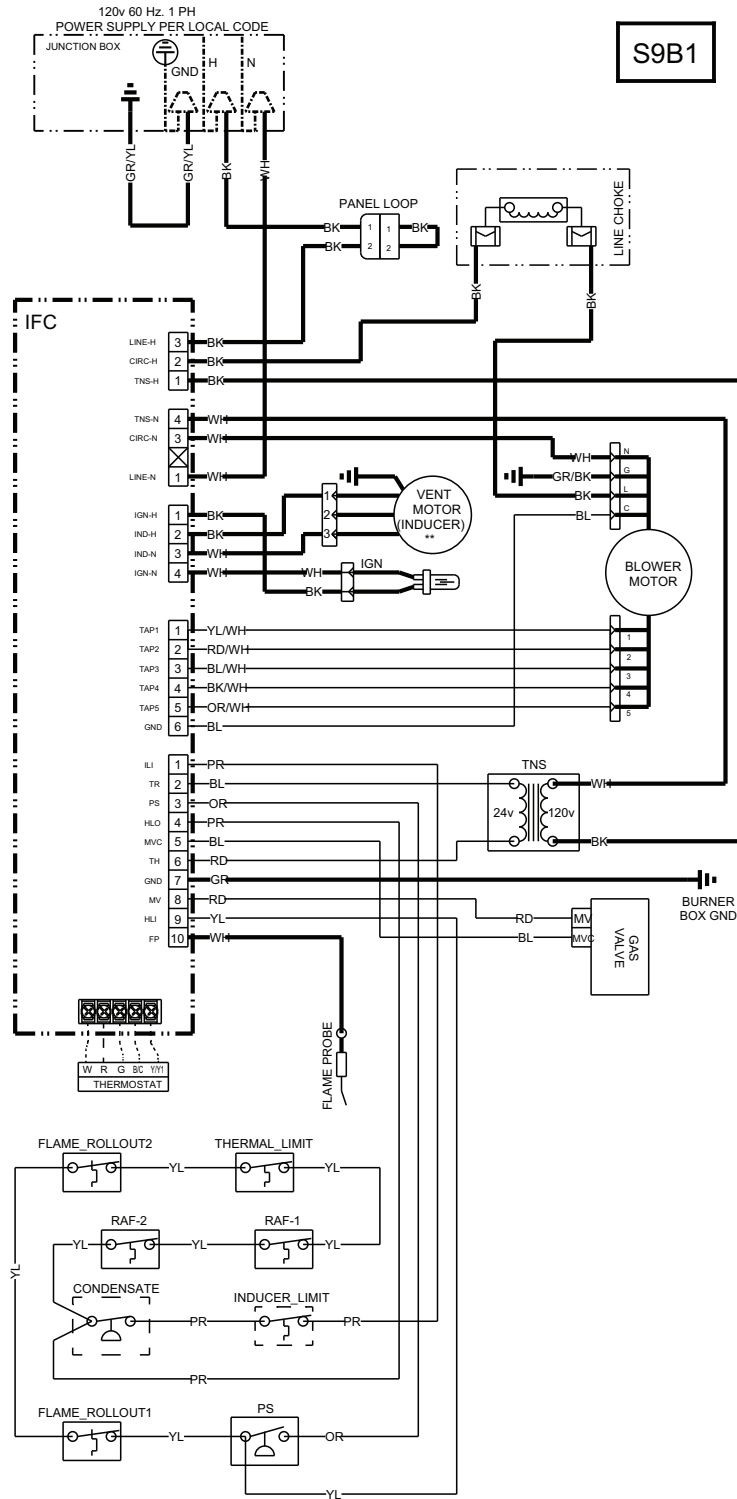 120v 60 Hz. 1 PH
POWER SUPPLY PER LOCAL CODE
S9B1
JUNCTION BOX
GND
H
N
GR/YL
GR/YL
BK
WH
PANEL LOOP
BK 1 1 BK
BK 2 2
LINE CHOKE
BK
BK
IFC
LINE-H 3 BK
CIRC-H 2 BK
TNS-H 1 BK
TNS-N 4 WH
CIRC-N 3 WH
LINE-N 1 WH
WH N
GR/BK G
BK L
BL C
BLOWER
MOTOR
IGN-H 1 BK
IND-H 2 BK
IND-N 3 WH
IGN-N 4 WH
1
2
3
VENT
MOTOR
(INDUCER)
**
WH
BK
IGN
TAP1 1 YL/WH 1
TAP2 2 RD/WH 2
TAP3 3 BL/WH 3
TAP4 4 BK/WH 4
TAP5 5 OR/WH 5
GND 6 BL
ILI 1 PR
TR 2 BL
PS 3 OR
HLO 4 PR
MVC 5 BL
TH 6 RD
GND 7 GR
MV 8 RD
HLI 9 YL
FP 10 WH
TNS
24v 120v
WH
BK
BURNER
BOX GND
RD MV
BL MVC
GAS
VALVE
FLAME PROBE
W R G B/C Y/Y1
THERMOSTAT
FLAME_ROLLOUT2
THERMAL_LIMIT
YL YL
RAF-2
RAF-1
YL YL YL
YL
CONDENSATE
INDUCER_LIMIT
PR PR
PR
FLAME_ROLLOUT1
PS
YL OR
YL